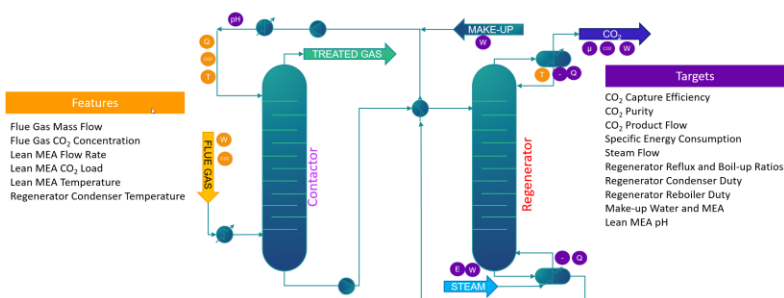 pH
Q
CO2
T
TREATED GAS
MAKE-UP
W
CO₂
µ CO2 W
T - Q
Features
Flue Gas Mass Flow
Flue Gas CO₂ Concentration
Lean MEA Flow Rate
Lean MEA CO₂ Load
Lean MEA Temperature
Regenerator Condenser Temperature
W
CO2
FLUE GAS
Contactor
Regenerator
E W
STEAM
- Q
Targets
CO₂ Capture Efficiency
CO₂ Purity
CO₂ Product Flow
Specific Energy Consumption
Steam Flow
Regenerator Reflux and Boil-up Ratios
Regenerator Condenser Duty
Regenerator Reboiler Duty
Make-up Water and MEA
Lean MEA pH